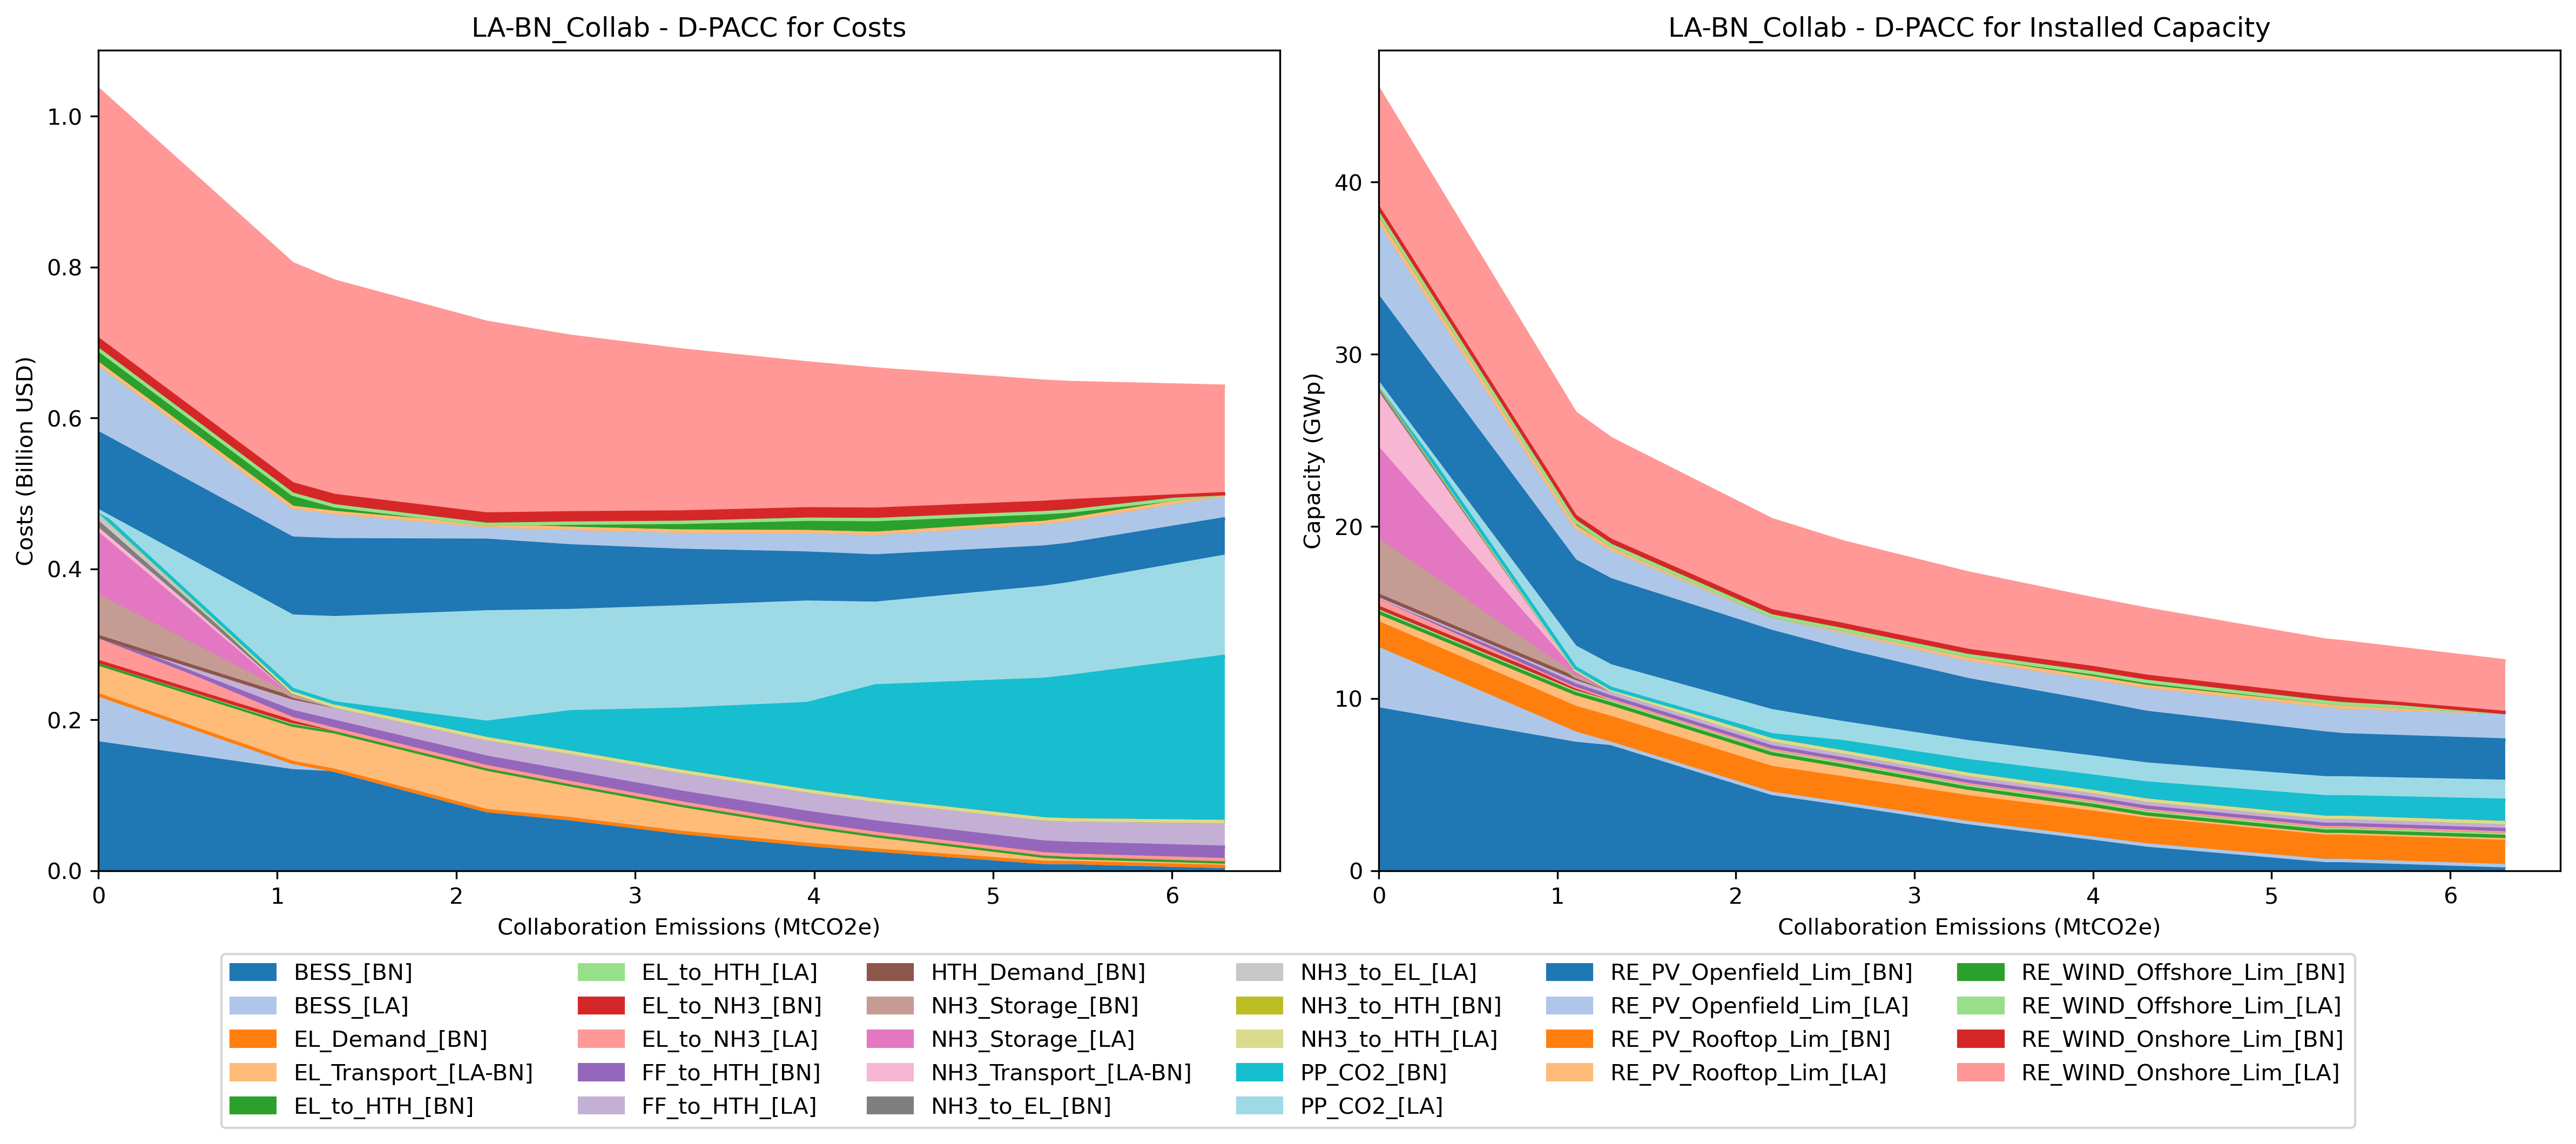 LA-BN_Collab - D-PACC for Costs
Costs (Billion USD)
1.0
0.8
0.6
0.4
0.2
0.0
0 1 2 3 4 5 6
Collaboration Emissions (MtCO2e)
LA-BN_Collab - D-PACC for Installed Capacity
Capacity (GWp)
40
30
20
10
0
0 1 2 3 4 5 6
Collaboration Emissions (MtCO2e)
BESS_[BN]
BESS_[LA]
EL_Demand_[BN]
EL_Transport_[LA-BN]
EL_to_HTH_[BN]
EL_to_HTH_[LA]
EL_to_NH3_[BN]
EL_to_NH3_[LA]
FF_to_HTH_[BN]
FF_to_HTH_[LA]
HTH_Demand_[BN]
NH3_Storage_[BN]
NH3_Storage_[LA]
NH3_Transport_[LA-BN]
NH3_to_EL_[BN]
NH3_to_EL_[LA]
NH3_to_HTH_[BN]
NH3_to_HTH_[LA]
PP_CO2_[BN]
PP_CO2_[LA]
RE_PV_Openfield_Lim_[BN]
RE_PV_Openfield_Lim_[LA]
RE_PV_Rooftop_Lim_[BN]
RE_PV_Rooftop_Lim_[LA]
RE_WIND_Offshore_Lim_[BN]
RE_WIND_Offshore_Lim_[LA]
RE_WIND_Onshore_Lim_[BN]
RE_WIND_Onshore_Lim_[LA]